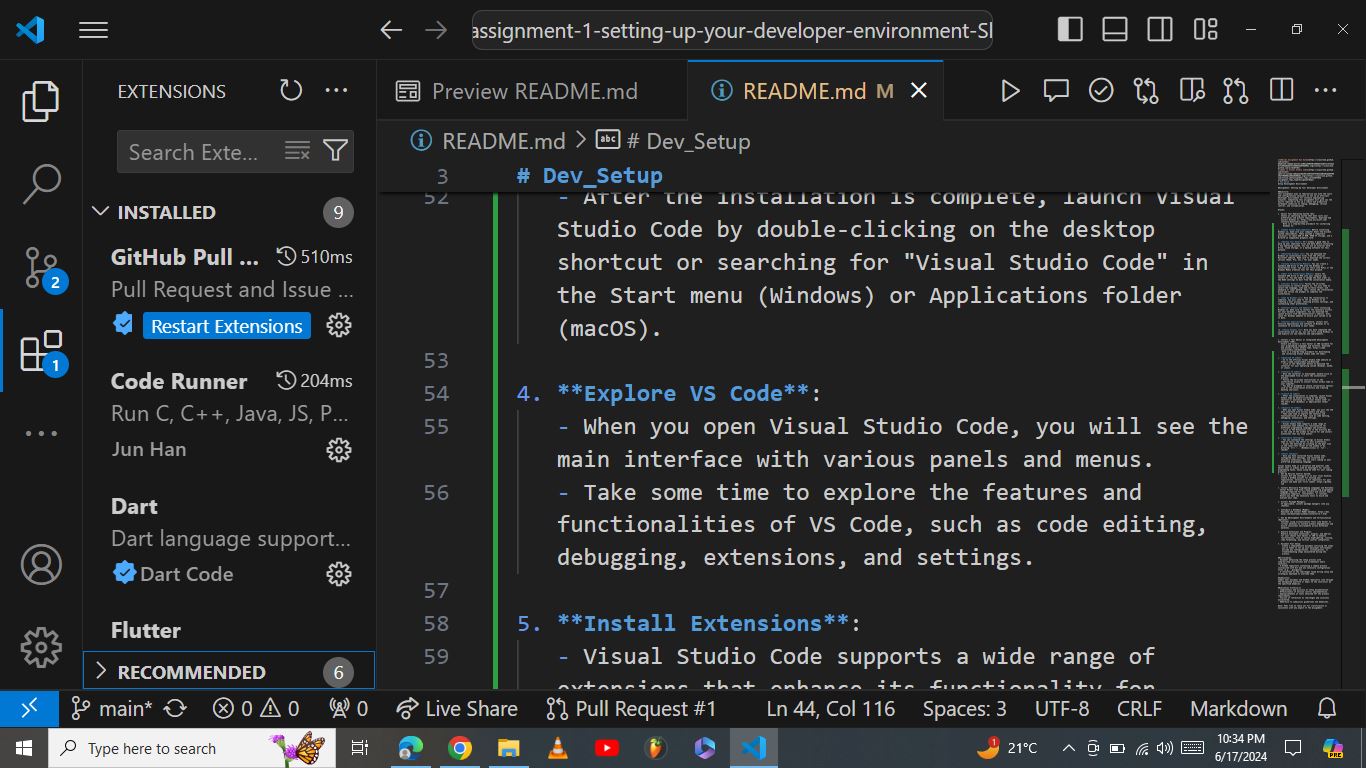 assignment-1-setting-up-your-developer-environment-Sl
EXTENSIONS
Search Exte...
INSTALLED 9
GitHub Pull ... 510ms
Pull Request and Issue ...
Restart Extensions
Code Runner 204ms
Run C, C++, Java, JS, P...
Jun Han
Dart
Dart language support...
Dart Code
Flutter
RECOMMENDED 6
2
1
Preview README.md
README.md M
README.md > abc # Dev_Setup
3 # Dev_Setup
52 - After the installation is complete, launch Visual
Studio Code by double-clicking on the desktop
shortcut or searching for "Visual Studio Code" in
the Start menu (Windows) or Applications folder
(macOS).
53
54 4. **Explore VS Code**:
55 - When you open Visual Studio Code, you will see the
main interface with various panels and menus.
56 - Take some time to explore the features and
functionalities of VS Code, such as code editing,
debugging, extensions, and settings.
57
58 5. **Install Extensions**:
59 - Visual Studio Code supports a wide range of
extensions that enhance its functionality for
main* 0 0 0 Live Share Pull Request #1 Ln 44, Col 116 Spaces: 3 UTF-8 CRLF Markdown
Type here to search
1 21°C
10:34 PM
6/17/2024
PRE